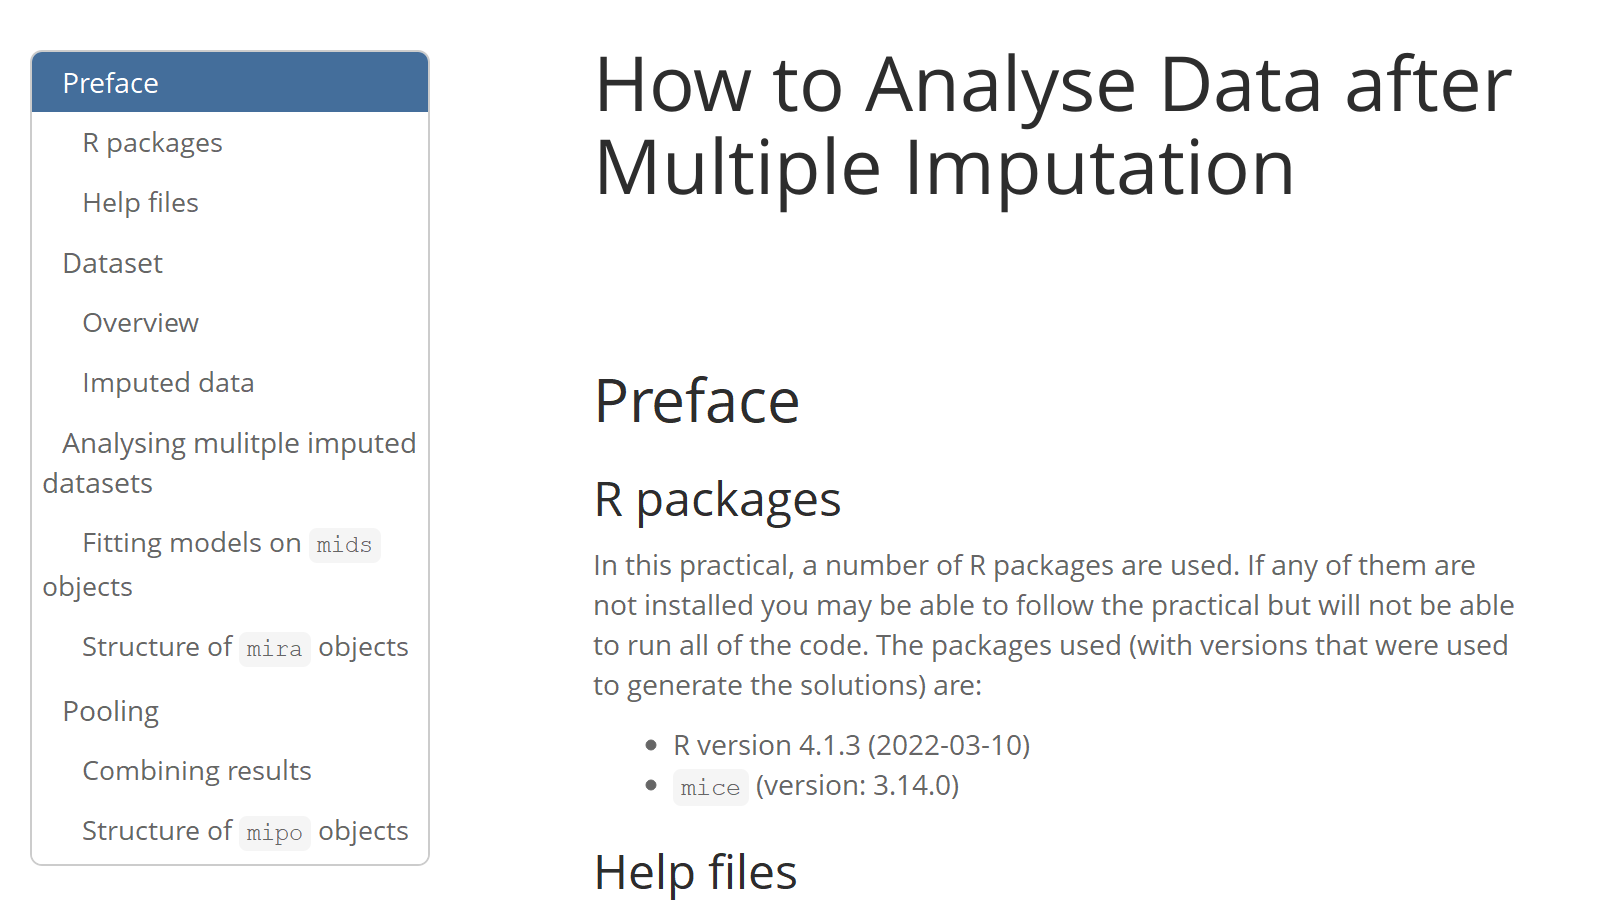 Preface
R packages
Help files
Dataset
Overview
Imputed data
Analysing mulitple imputed
datasets
Fitting models on mids
objects
Structure of mira objects
Pooling
Combining results
Structure of mipo objects
How to Analyse Data after
Multiple Imputation
Preface
R packages
In this practical, a number of R packages are used. If any of them are
not installed you may be able to follow the practical but will not be able
to run all of the code. The packages used (with versions that were used
to generate the solutions) are:
• R version 4.1.3 (2022-03-10)
• mice (version: 3.14.0)
Help files